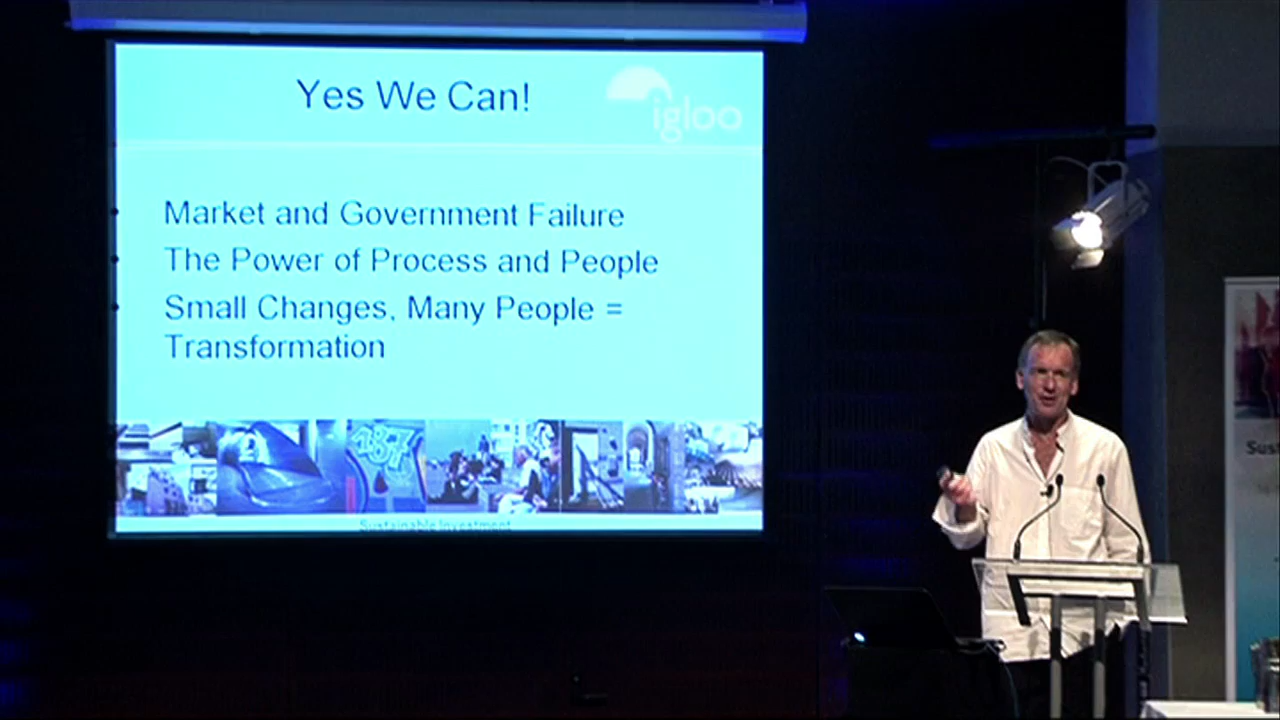 Yes We Can!
igloo
Market and Government Failure
The Power of Process and People
Small Changes, Many People =
Transformation
Sustainable Investment
Sus